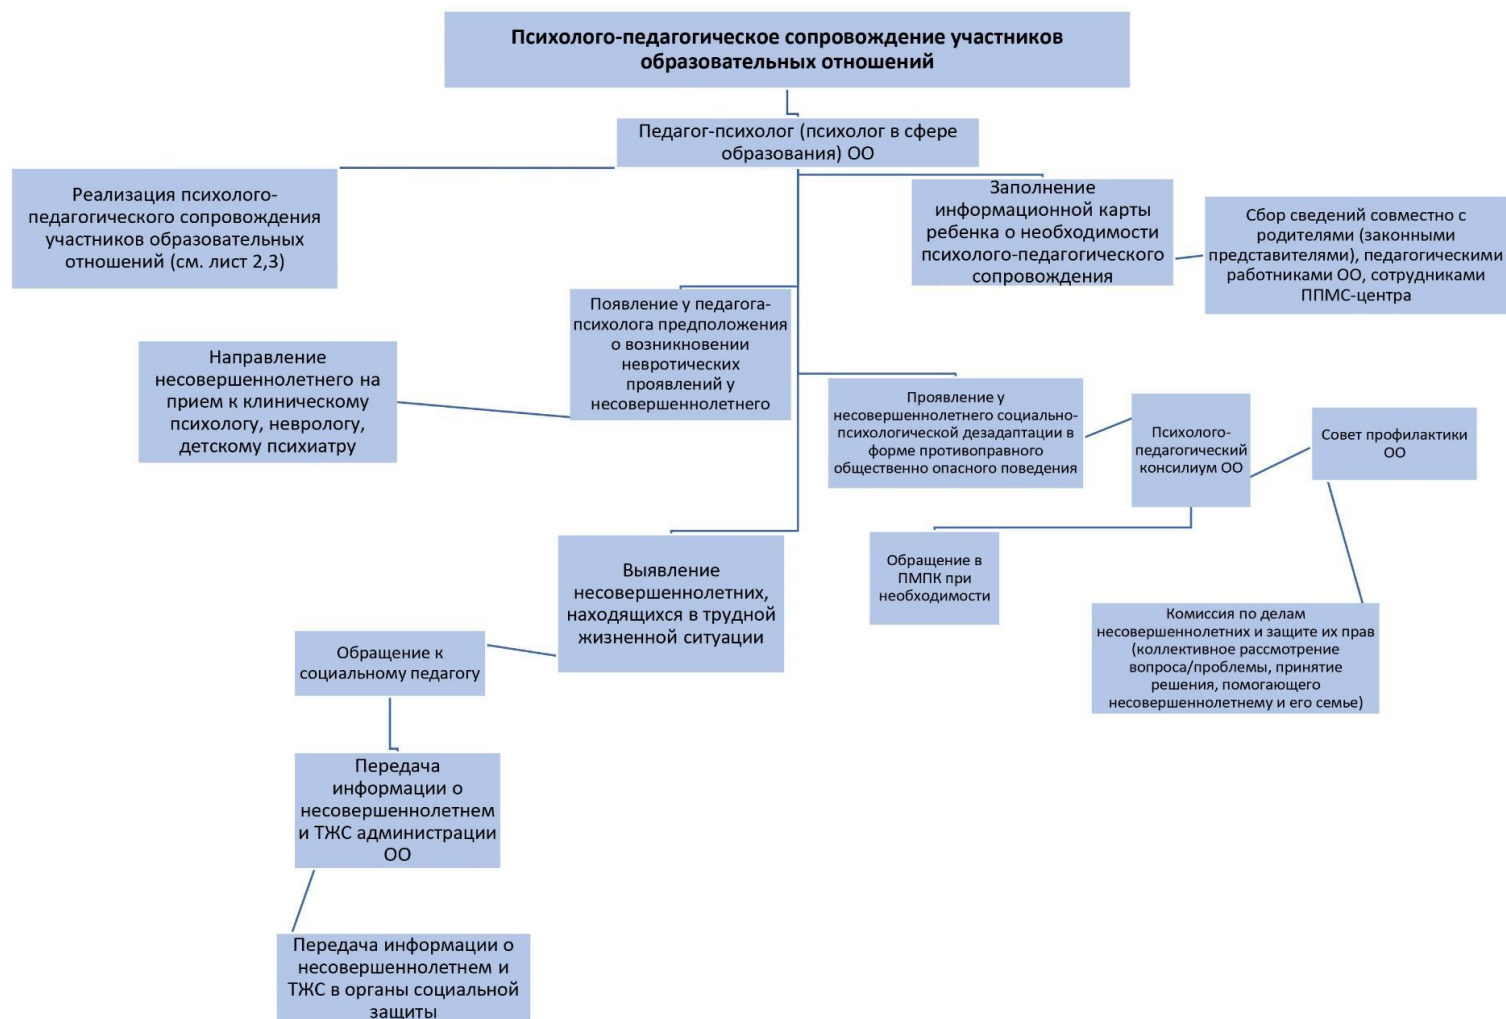 Психолого-педагогическое сопровождение участников
образовательных отношений
Педагог-психолог (психолог в сфере
образования) ОО
Реализация психолого-
педагогического сопровождения
участников образовательных
отношений (см. лист 2,3)
Заполнение
информационной карты
ребенка о необходимости
психолого-педагогического
сопровождения
Сбор сведений совместно с
родителями (законными
представителями), педагогическими
работниками ОО, сотрудниками
ППМС-центра
Появление у педагога-
психолога предположения
о возникновении
невротических
проявлений у
несовершеннолетнего
Направление
несовершеннолетнего на
прием к клиническому
психологу, неврологу,
детскому психиатру
Проявление у
несовершеннолетнего социально-
психологической дезадаптации в
форме противоправного
общественно опасного поведения
Психолого-
педагогический
консилиум ОО
Совет профилактики
ОО
Обращение в
ПМПК при
необходимости
Комиссия по делам
несовершеннолетних и защите их прав
(коллективное рассмотрение
вопроса/проблемы, принятие
решения, помогающего
несовершеннолетнему и его семье)
Выявление
несовершеннолетних,
находящихся в трудной
жизненной ситуации
Обращение к
социальному педагогу
Передача
информации о
несовершеннолетнем
и ТЖС администрации
ОО
Передача информации о
несовершеннолетнем и
ТЖС в органы социальной
защиты